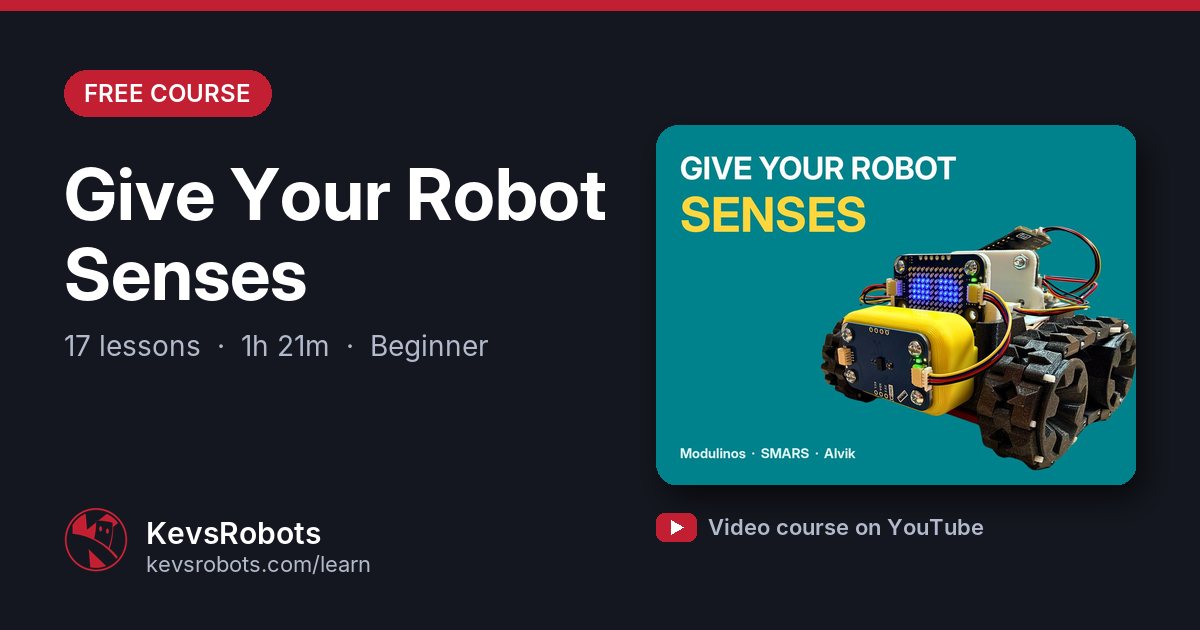 FREE COURSE
Give Your Robot
Senses
17 lessons · 1h 21m · Beginner
KevsRobots
kevsrobots.com/learn
GIVE YOUR ROBOT
SENSES
Modulinos · SMARS · Alvik
Video course on YouTube